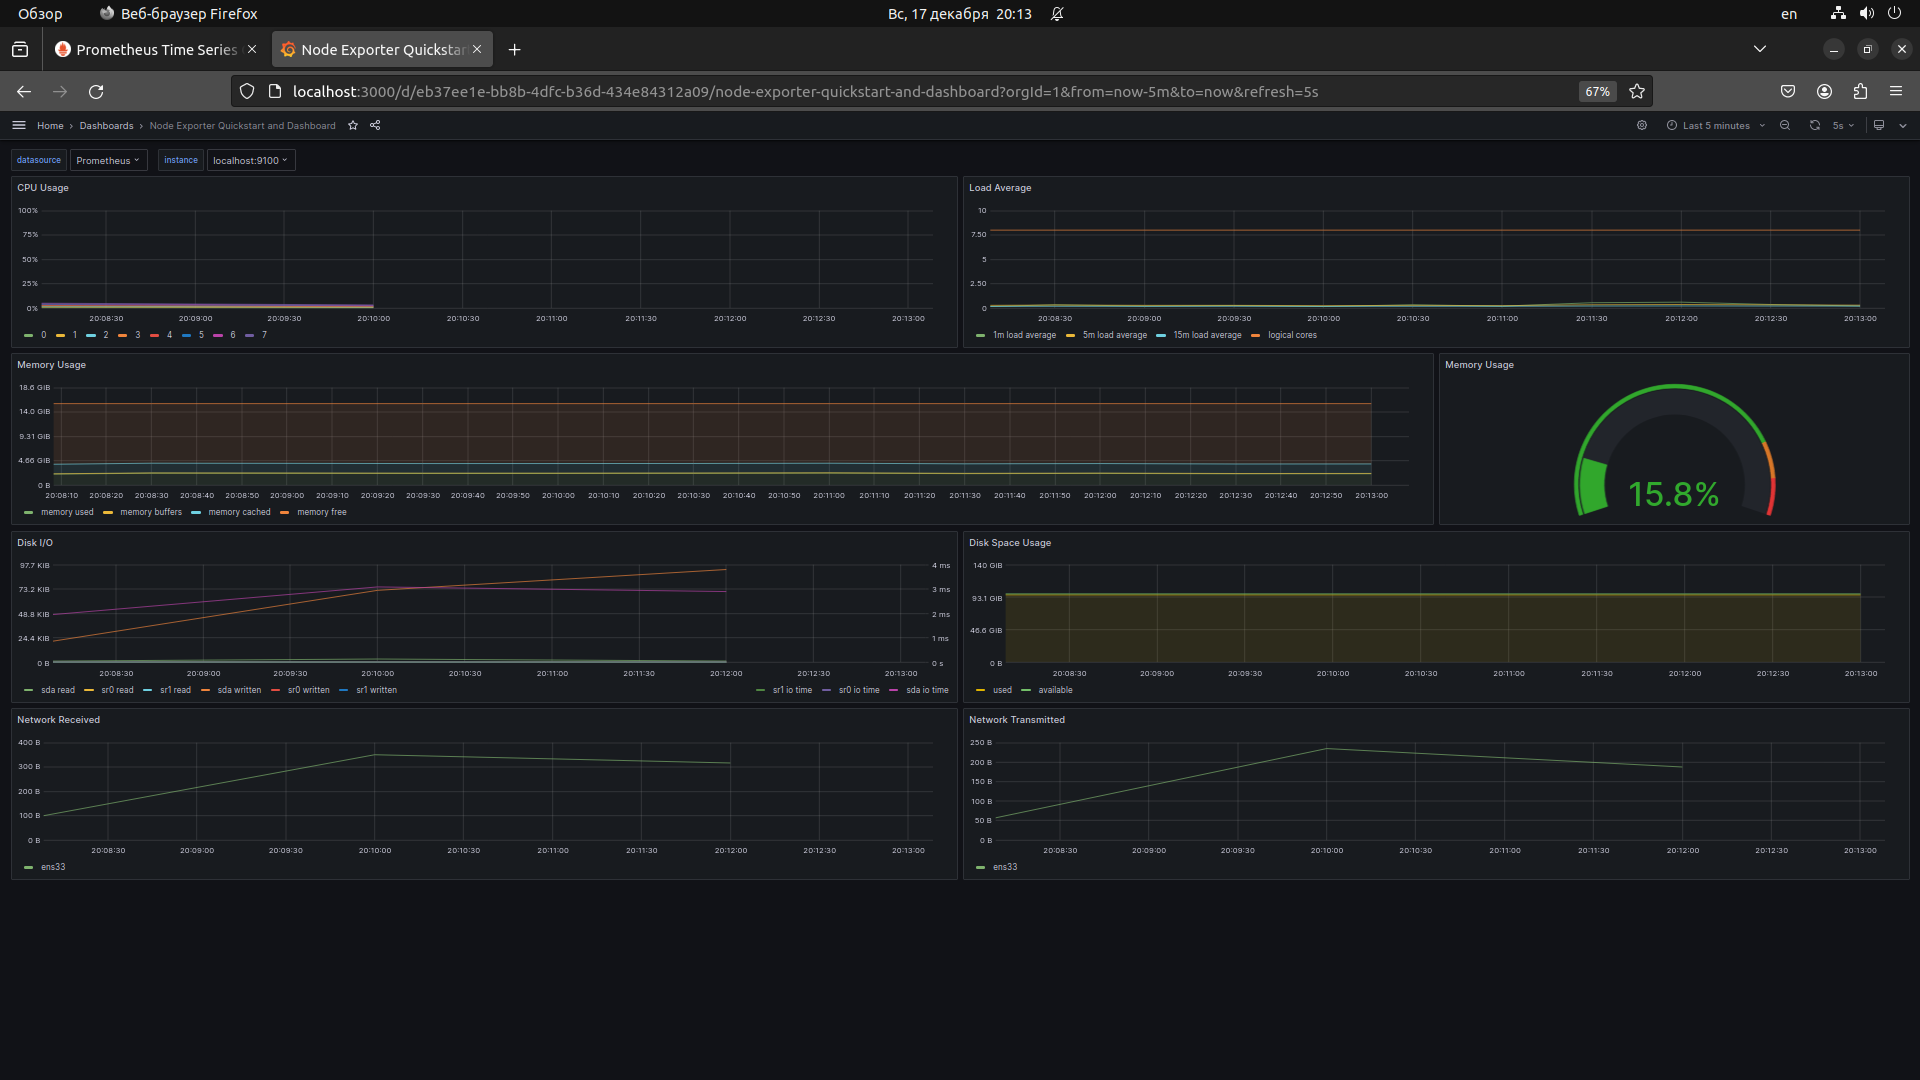 Обзор Веб-браузер Firefox Вс, 17 декабря 20:13 en
Prometheus Time Series Node Exporter Quickstar
localhost:3000/d/eb37ee1e-bb8b-4dfc-b36d-434e84312a09/node-exporter-quickstart-and-dashboard?orgId=1&from=now-5m&to=now&refresh=5s 67%
Home › Dashboards › Node Exporter Quickstart and Dashboard Last 5 minutes 5s
datasource Prometheus instance localhost:9100
CPU Usage
100%
75%
50%
25%
0%
20:08:30 20:09:00 20:09:30 20:10:00 20:10:30 20:11:00 20:11:30 20:12:00 20:12:30 20:13:00
0 1 2 3 4 5 6 7
Load Average
10
7.50
5
2.50
0
20:08:30 20:09:00 20:09:30 20:10:00 20:10:30 20:11:00 20:11:30 20:12:00 20:12:30 20:13:00
1m load average 5m load average 15m load average logical cores
Memory Usage
18.6 GiB
14.0 GiB
9.31 GiB
4.66 GiB
0 B
20:08:10 20:08:20 20:08:30 20:08:40 20:08:50 20:09:00 20:09:10 20:09:20 20:09:30 20:09:40 20:09:50 20:10:00 20:10:10 20:10:20 20:10:30 20:10:40 20:10:50 20:11:00 20:11:10 20:11:20 20:11:30 20:11:40 20:11:50 20:12:00 20:12:10 20:12:20 20:12:30 20:12:40 20:12:50 20:13:00
memory used memory buffers memory cached memory free
Memory Usage
15.8%
Disk I/O
97.7 KiB 4 ms
73.2 KiB 3 ms
48.8 KiB 2 ms
24.4 KiB 1 ms
0 B 0 s
20:08:30 20:09:00 20:09:30 20:10:00 20:10:30 20:11:00 20:11:30 20:12:00 20:12:30 20:13:00
sda read sr0 read sr1 read sda written sr0 written sr1 written sr1 io time sr0 io time sda io time
Disk Space Usage
140 GiB
93.1 GiB
46.6 GiB
0 B
20:08:30 20:09:00 20:09:30 20:10:00 20:10:30 20:11:00 20:11:30 20:12:00 20:12:30 20:13:00
used available
Network Received
400 B
300 B
200 B
100 B
0 B
20:08:30 20:09:00 20:09:30 20:10:00 20:10:30 20:11:00 20:11:30 20:12:00 20:12:30 20:13:00
ens33
Network Transmitted
250 B
200 B
150 B
100 B
50 B
0 B
20:08:30 20:09:00 20:09:30 20:10:00 20:10:30 20:11:00 20:11:30 20:12:00 20:12:30 20:13:00
ens33